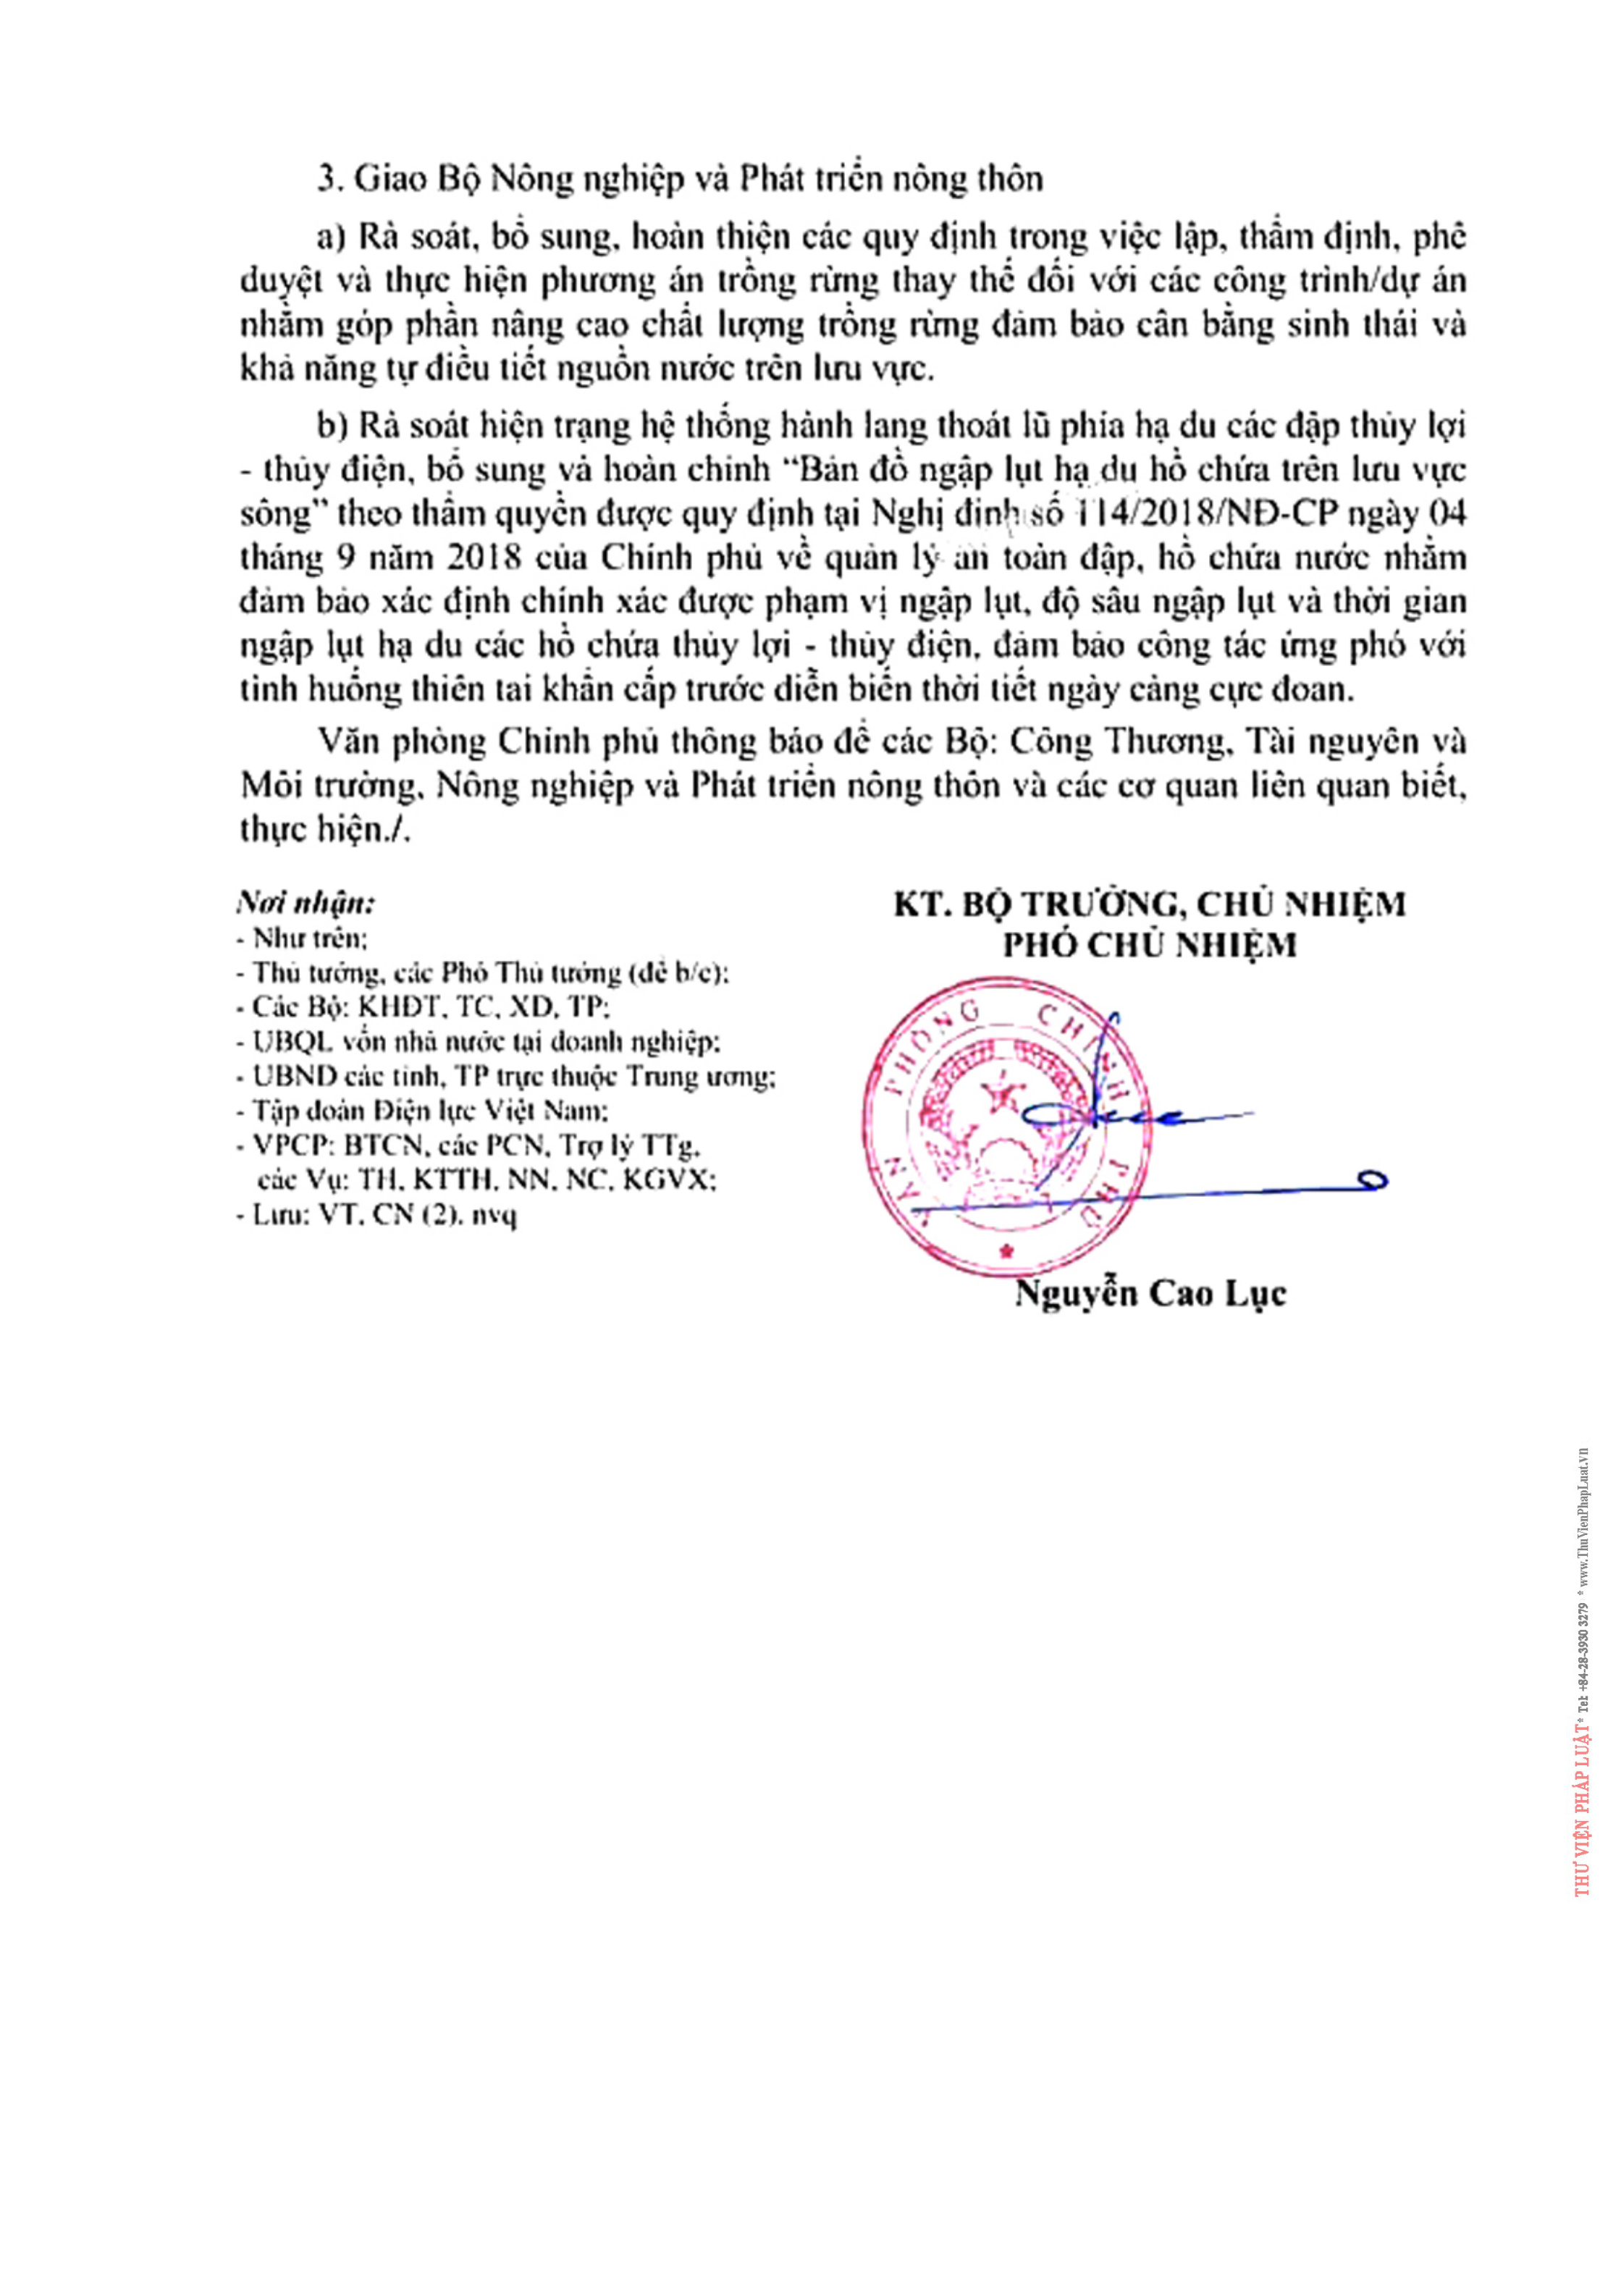 3. Giao Bộ Nông nghiệp và Phát triển nông thôn
a) Rà soát, bổ sung, hoàn thiện các quy định trong việc lập, thẩm định, phê
duyệt và thực hiện phương án trồng rừng thay thế đối với các công trình/dự án
nhằm góp phần nâng cao chất lượng trồng rừng đảm bảo cân bằng sinh thái và
khả năng tự điều tiết nguồn nước trên lưu vực.
b) Rà soát hiện trạng hệ thống hành lang thoát lũ phía hạ du các đập thủy lợi
- thủy điện, bổ sung và hoàn chỉnh “Bản đồ ngập lụt hạ du hồ chứa trên lưu vực
sông” theo thẩm quyền được quy định tại Nghị định số 114/2018/NĐ-CP ngày 04
tháng 9 năm 2018 của Chính phủ về quản lý an toàn đập, hồ chứa nước nhằm
đảm bảo xác định chính xác được phạm vị ngập lụt, độ sâu ngập lụt và thời gian
ngập lụt hạ du các hồ chứa thủy lợi - thủy điện, đảm bảo công tác ứng phó với
tình huống thiên tai khẩn cấp trước diễn biến thời tiết ngày càng cực đoan.
Văn phòng Chính phủ thông báo để các Bộ: Công Thương, Tài nguyên và
Môi trường, Nông nghiệp và Phát triển nông thôn và các cơ quan liên quan biết,
thực hiện./.
Nơi nhận:
- Như trên;
- Thủ tướng, các Phó Thủ tướng (để b/c);
- Các Bộ: KHĐT, TC, XD, TP;
- UBQL vốn nhà nước tại doanh nghiệp;
- UBND các tỉnh, TP trực thuộc Trung ương;
- Tập đoàn Điện lực Việt Nam;
- VPCP: BTCN, các PCN, Trợ lý TTg,
các Vụ: TH, KTTH, NN, NC, KGVX;
- Lưu: VT, CN (2). nvq
KT. BỘ TRƯỞNG, CHỦ NHIỆM
PHÓ CHỦ NHIỆM
VĂN PHÒNG CHÍNH PHỦ
Nguyễn Cao Lục
THƯ VIỆN PHÁP LUẬT * Tel: +84-28-3930 3279 * www.ThuVienPhapLuat.vn